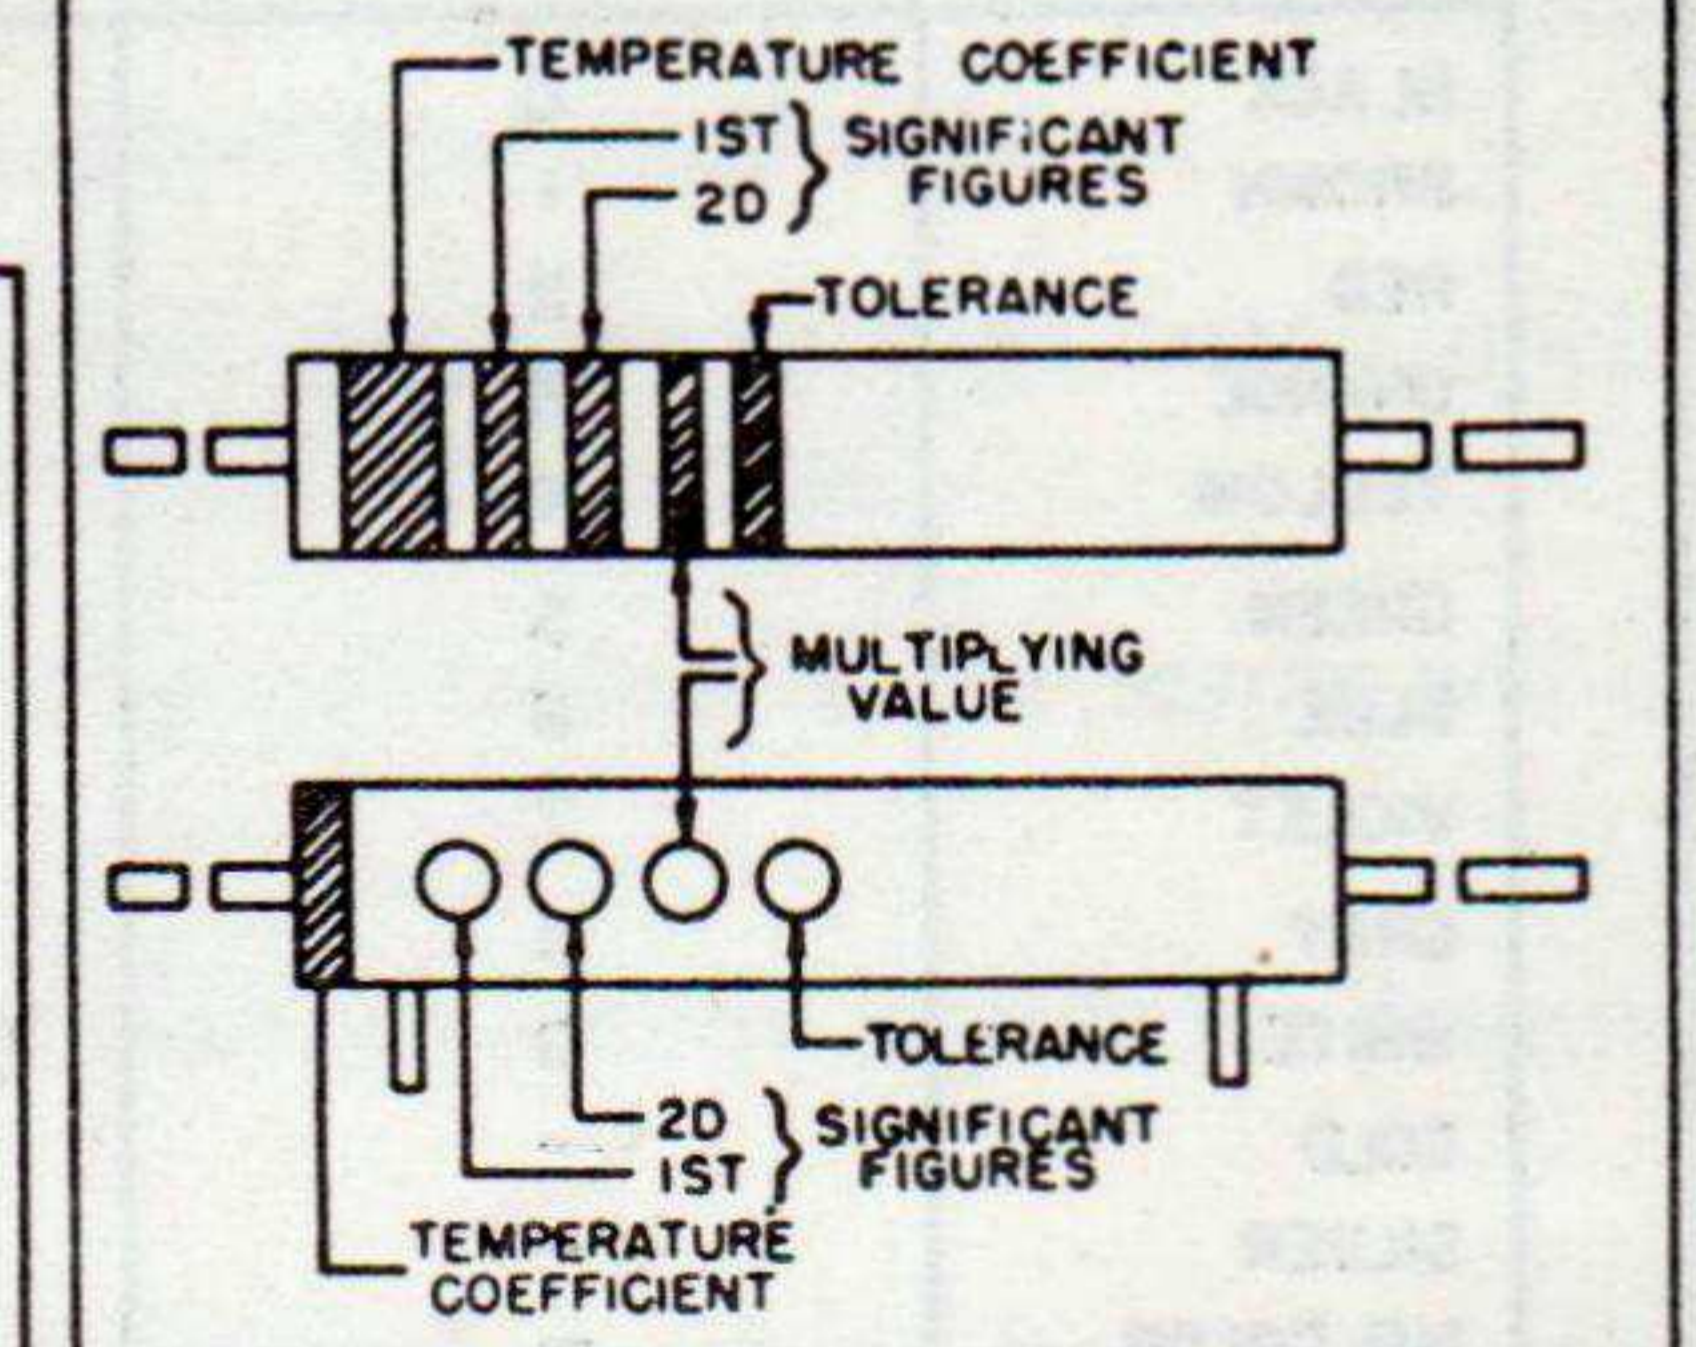 TEMPERATURE COEFFICIENT
1ST } SIGNIFICANT
2D FIGURES
TOLERANCE
MULTIPLYING
VALUE
TOLERANCE
2D } SIGNIFICANT
1ST FIGURES
TEMPERATURE
COEFFICIENT